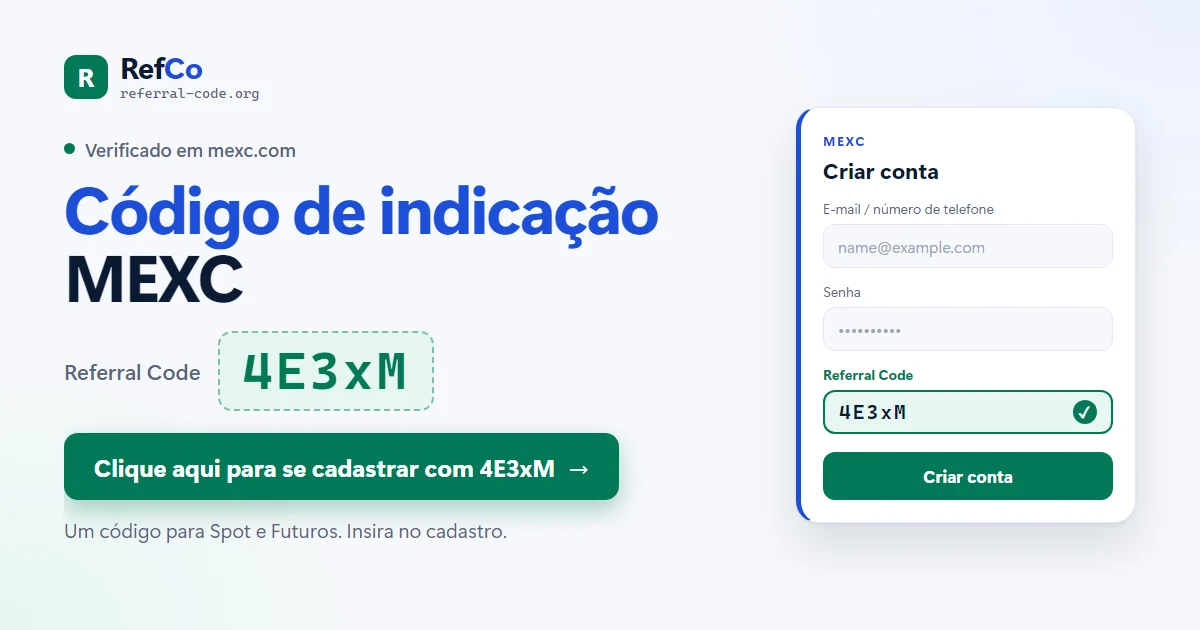 R
RefCo
referral-code.org
Verificado em mexc.com
Código de indicação
MEXC
Referral Code
4E3xM
Clique aqui para se cadastrar com 4E3xM →
Um código para Spot e Futuros. Insira no cadastro.
MEXC
Criar conta
E-mail / número de telefone
name@example.com
Senha
••••••••••
Referral Code
4E3xM
Criar conta